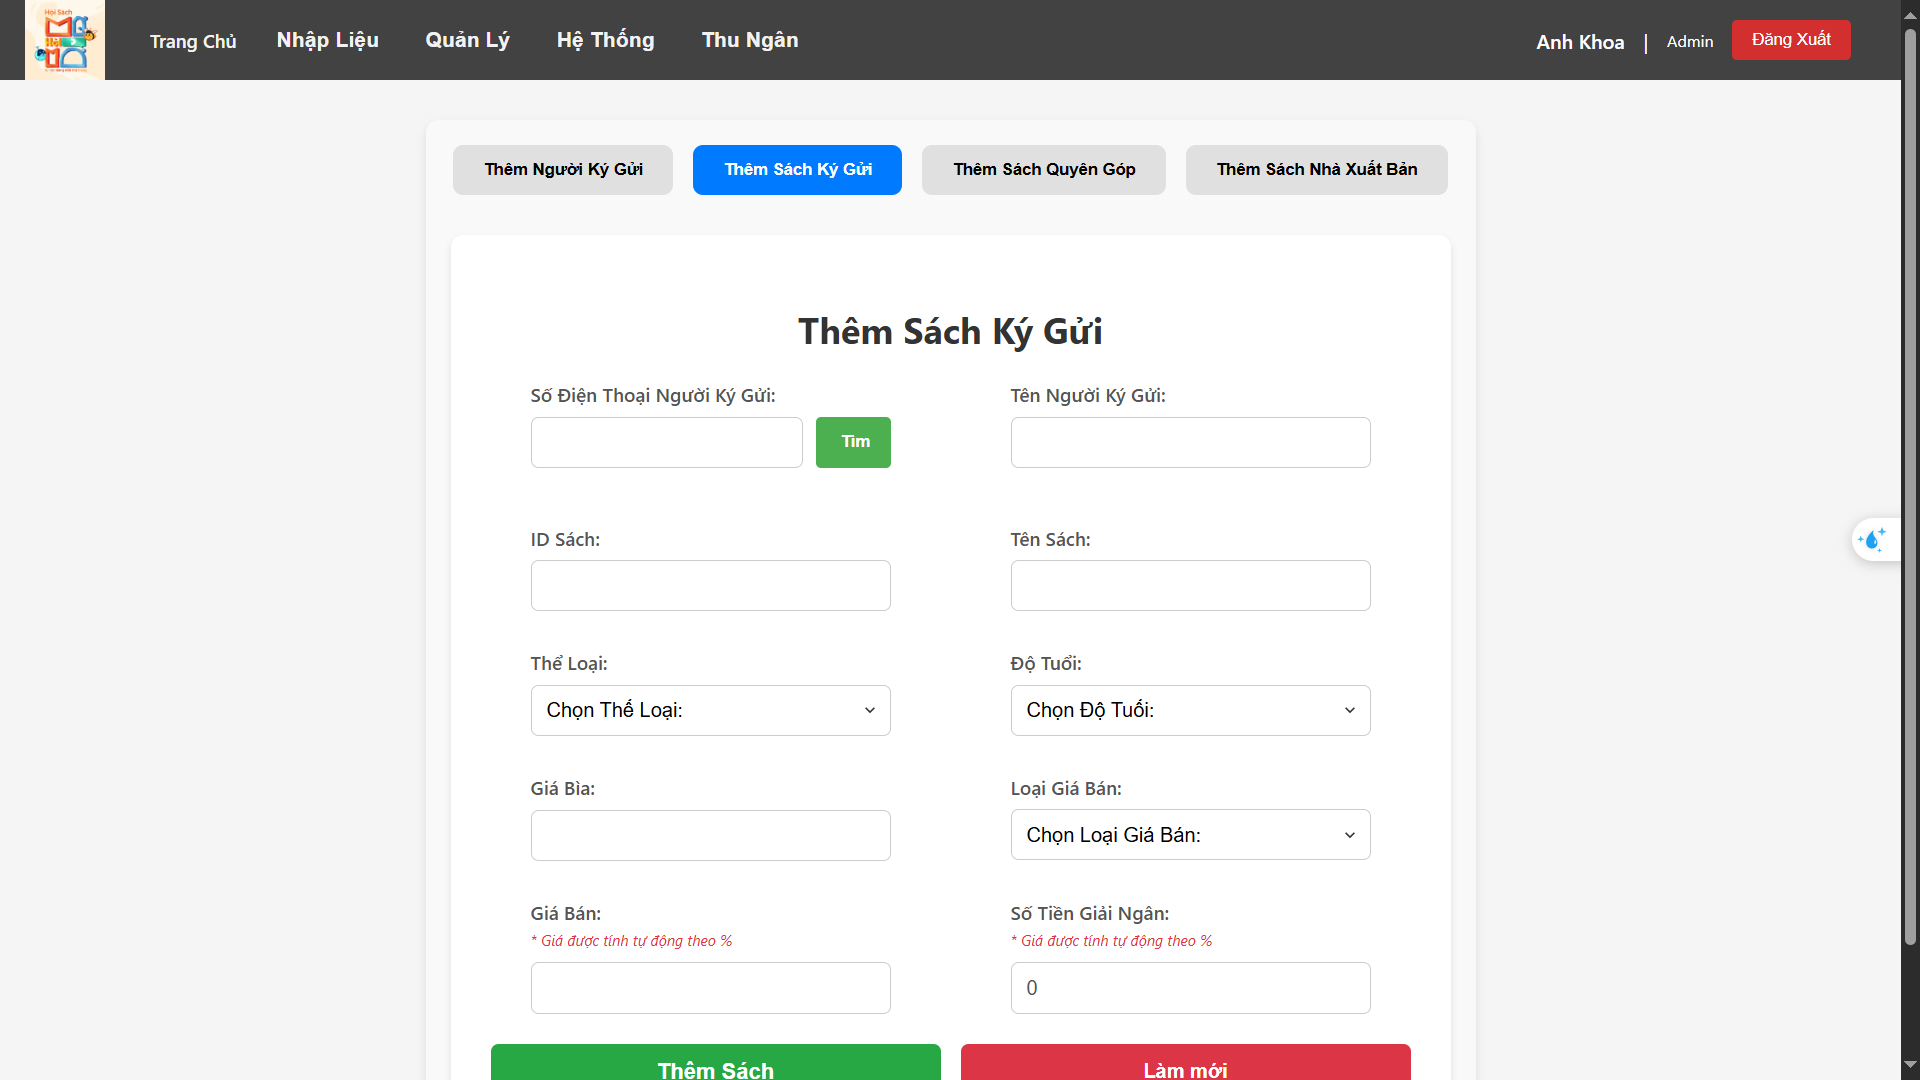 Hội Sách
Trang Chủ
Nhập Liệu
Quản Lý
Hệ Thống
Thu Ngân
Anh Khoa | Admin
Đăng Xuất
Thêm Người Ký Gửi
Thêm Sách Ký Gửi
Thêm Sách Quyên Góp
Thêm Sách Nhà Xuất Bản
Thêm Sách Ký Gửi
Số Điện Thoại Người Ký Gửi:
Tìm
Tên Người Ký Gửi:
ID Sách:
Tên Sách:
Thể Loại:
Chọn Thể Loại:
Độ Tuổi:
Chọn Độ Tuổi:
Giá Bìa:
Loại Giá Bán:
Chọn Loại Giá Bán:
Giá Bán:
* Giá được tính tự động theo %
Số Tiền Giải Ngân:
* Giá được tính tự động theo %
0
Thêm Sách
Làm mới